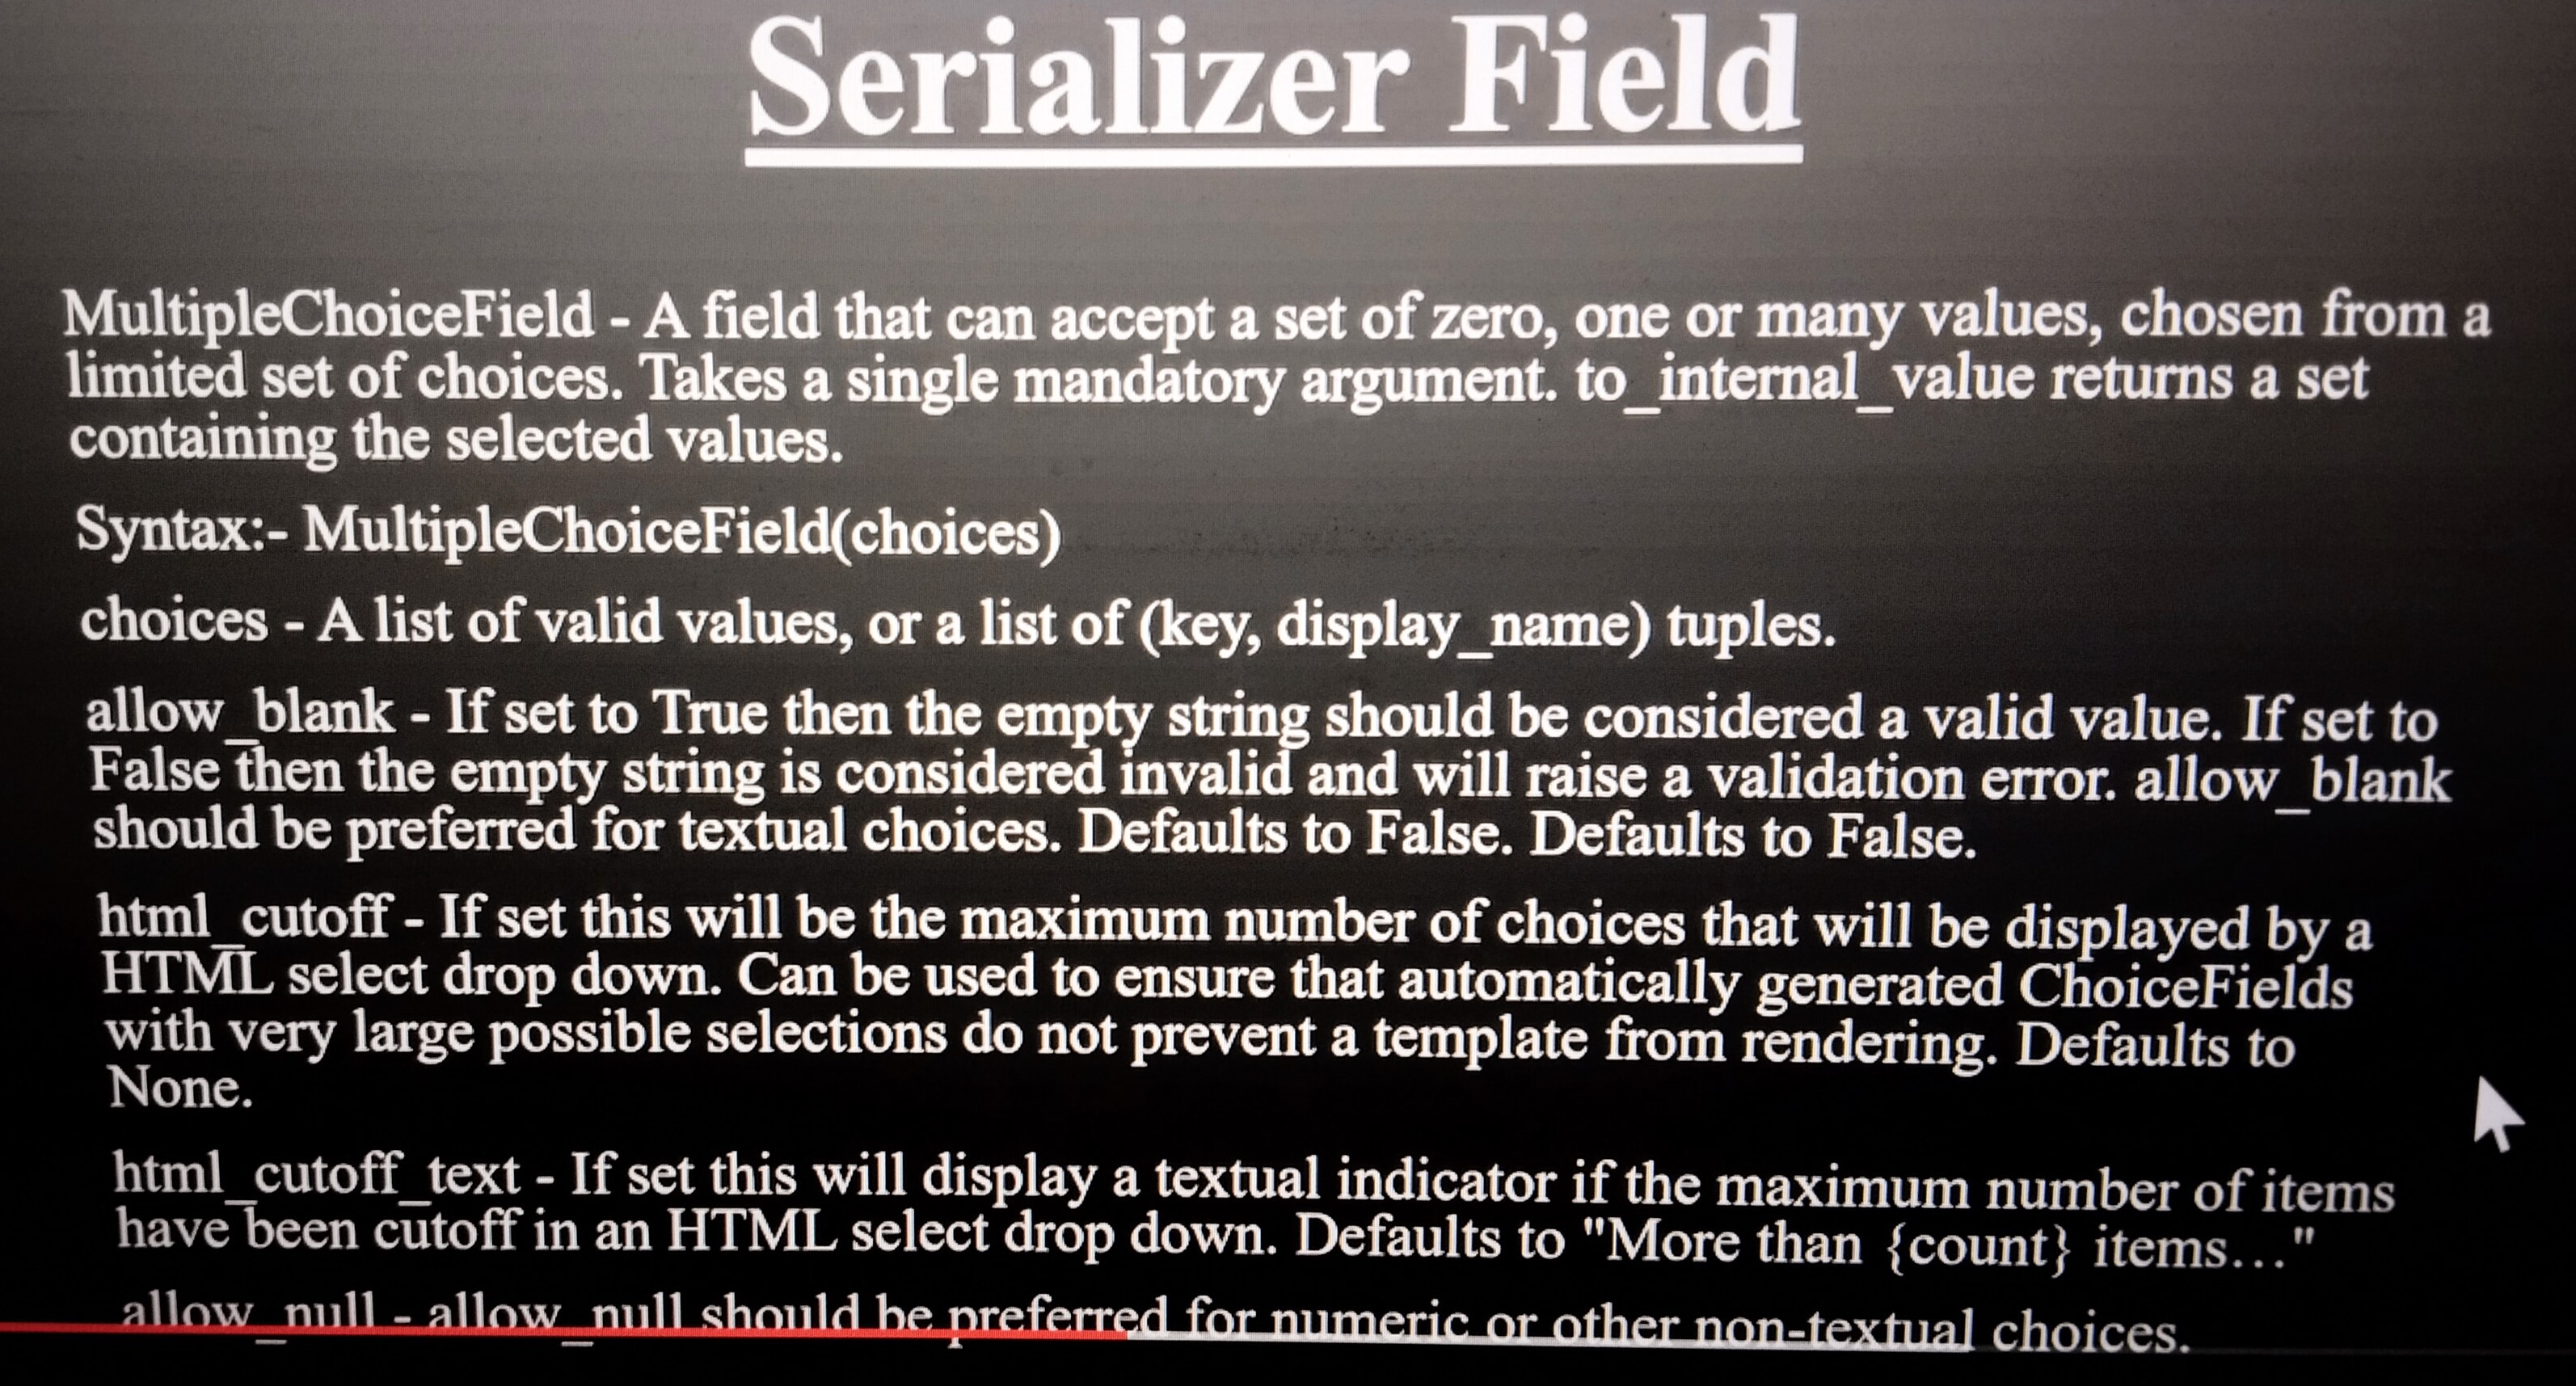 Serializer Field
MultipleChoiceField - A field that can accept a set of zero, one or many values, chosen from a
limited set of choices. Takes a single mandatory argument. to_internal_value returns a set
containing the selected values.
Syntax:- MultipleChoiceField(choices)
choices - A list of valid values, or a list of (key, display_name) tuples.
allow_blank - If set to True then the empty string should be considered a valid value. If set to
False then the empty string is considered invalid and will raise a validation error. allow_blank
should be preferred for textual choices. Defaults to False. Defaults to False.
html_cutoff - If set this will be the maximum number of choices that will be displayed by a
HTML select drop down. Can be used to ensure that automatically generated ChoiceFields
with very large possible selections do not prevent a template from rendering. Defaults to
None.
html_cutoff_text - If set this will display a textual indicator if the maximum number of items
have been cutoff in an HTML select drop down. Defaults to "More than {count} items…"
allow_null - allow_null should be preferred for numeric or other non-textual choices.